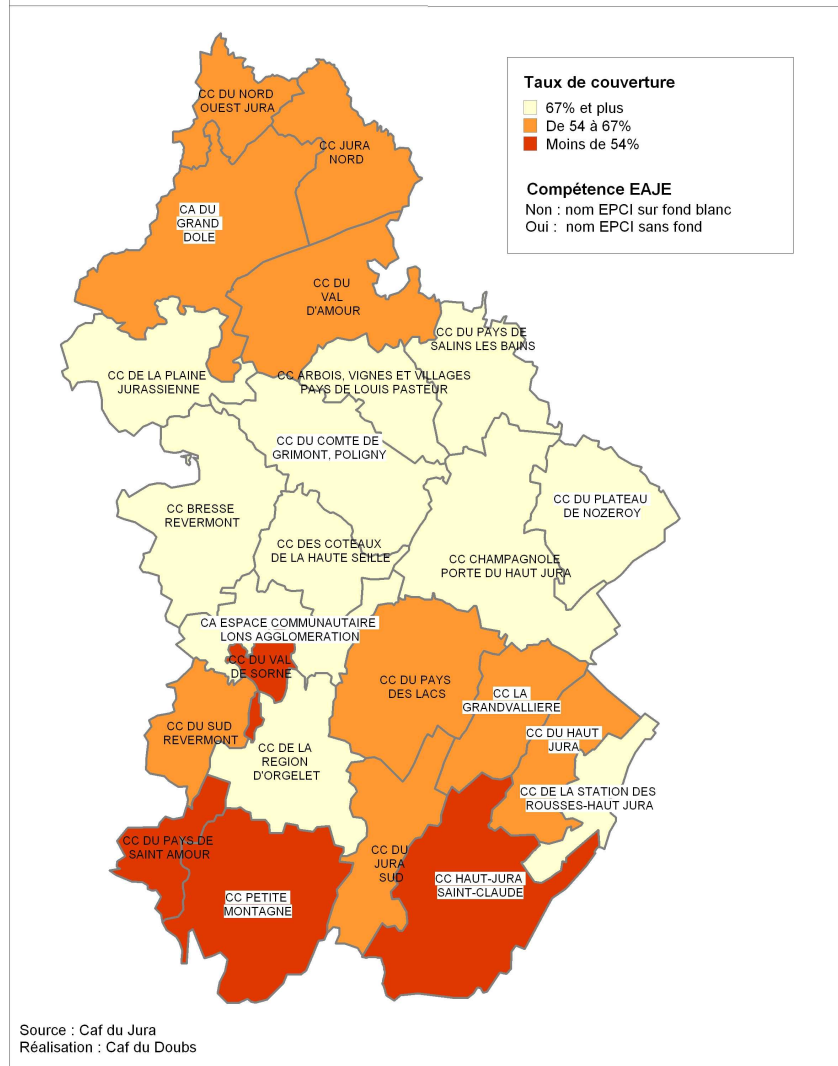 Taux de couverture
67% et plus
De 54 à 67%
Moins de 54%
Compétence EAJE
Non : nom EPCI sur fond blanc
Oui : nom EPCI sans fond
CC DU NORD
OUEST JURA
CC JURA
NORD
CA DU
GRAND
DOLE
CC DU
VAL
D'AMOUR
CC DU PAYS DE
SALINS LES BAINS
CC DE LA PLAINE
JURASSIENNE
CC ARBOIS, VIGNES ET VILLAGES
PAYS DE LOUIS PASTEUR
CC DU COMTE DE
GRIMONT, POLIGNY
CC DU PLATEAU
DE NOZEROY
CC BRESSE
REVERMONT
CC DES COTEAUX
DE LA HAUTE SEILLE
CC CHAMPAGNOLE
PORTE DU HAUT JURA
CA ESPACE COMMUNAUTAIRE
LONS AGGLOMERATION
CC DU VAL
DE SORNE
CC DU PAYS
DES LACS
CC LA
GRANDVALLIERE
CC DU SUD
REVERMONT
CC DU HAUT
JURA
CC DE LA
REGION
D'ORGELET
CC DE LA STATION DES
ROUSSES-HAUT JURA
CC DU PAYS DE
SAINT AMOUR
CC DU
JURA
SUD
CC HAUT-JURA
SAINT-CLAUDE
CC PETITE
MONTAGNE
Source : Caf du Jura
Réalisation : Caf du Doubs